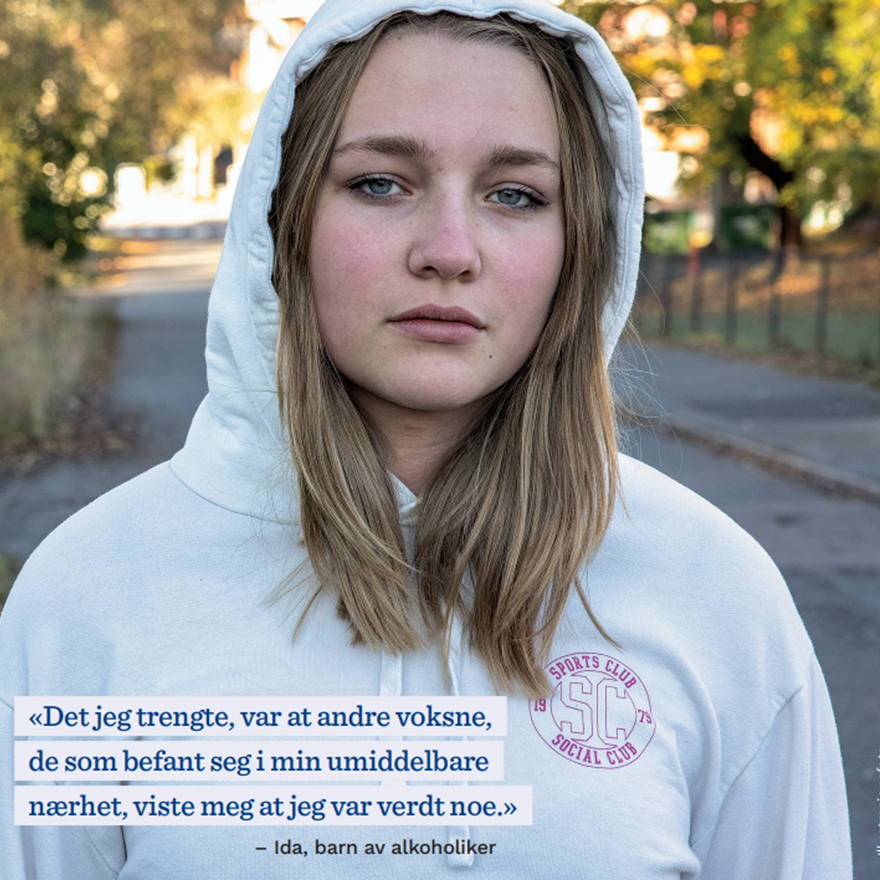 SPORTS CLUB
19 SC 79
SOCIAL CLUB
«Det jeg trengte, var at andre voksne,
de som befant seg i min umiddelbare
nærhet, viste meg at jeg var verdt noe.»
– Ida, barn av alkoholiker